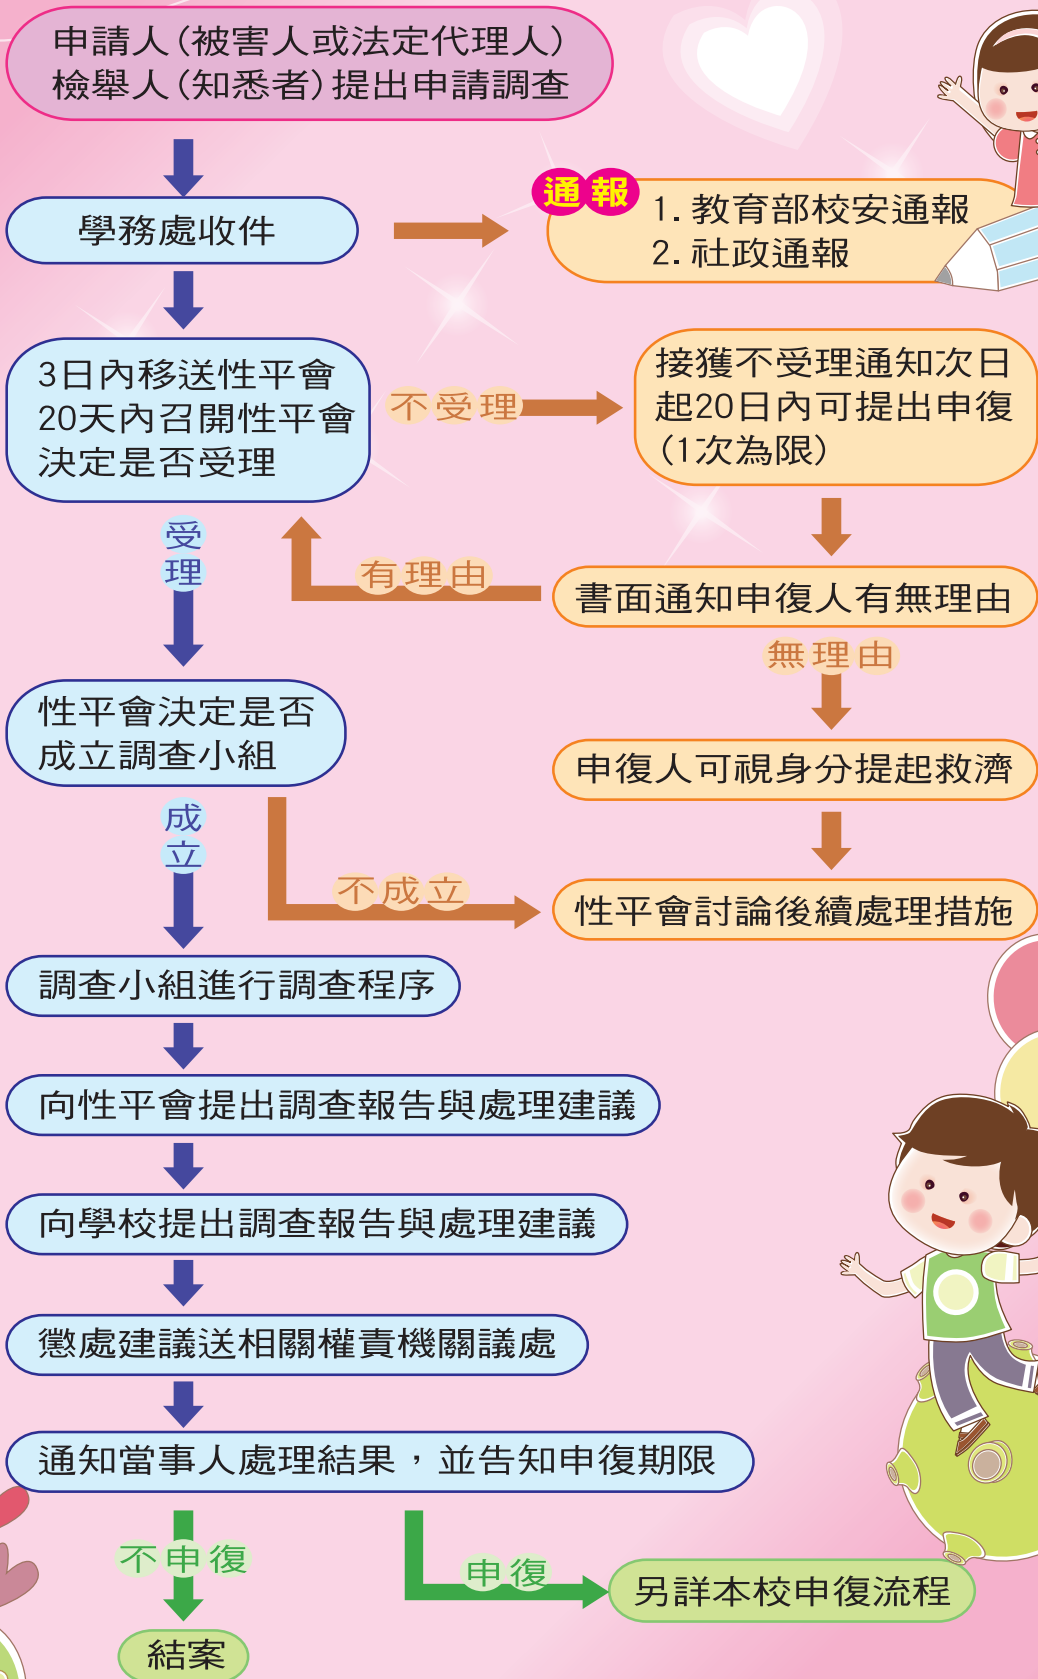 申請人(被害人或法定代理人)
檢舉人(知悉者)提出申請調查
學務處收件
通報
1. 教育部校安通報
2. 社政通報
3日內移送性平會
20天內召開性平會
決定是否受理
不受理
接獲不受理通知次日
起20日內可提出申復
(1次為限)
受理
有理由
書面通知申復人有無理由
無理由
性平會決定是否
成立調查小組
申復人可視身分提起救濟
成立
不成立
性平會討論後續處理措施
調查小組進行調查程序
向性平會提出調查報告與處理建議
向學校提出調查報告與處理建議
懲處建議送相關權責機關議處
通知當事人處理結果，並告知申復期限
不申復
申復
另詳本校申復流程
結案